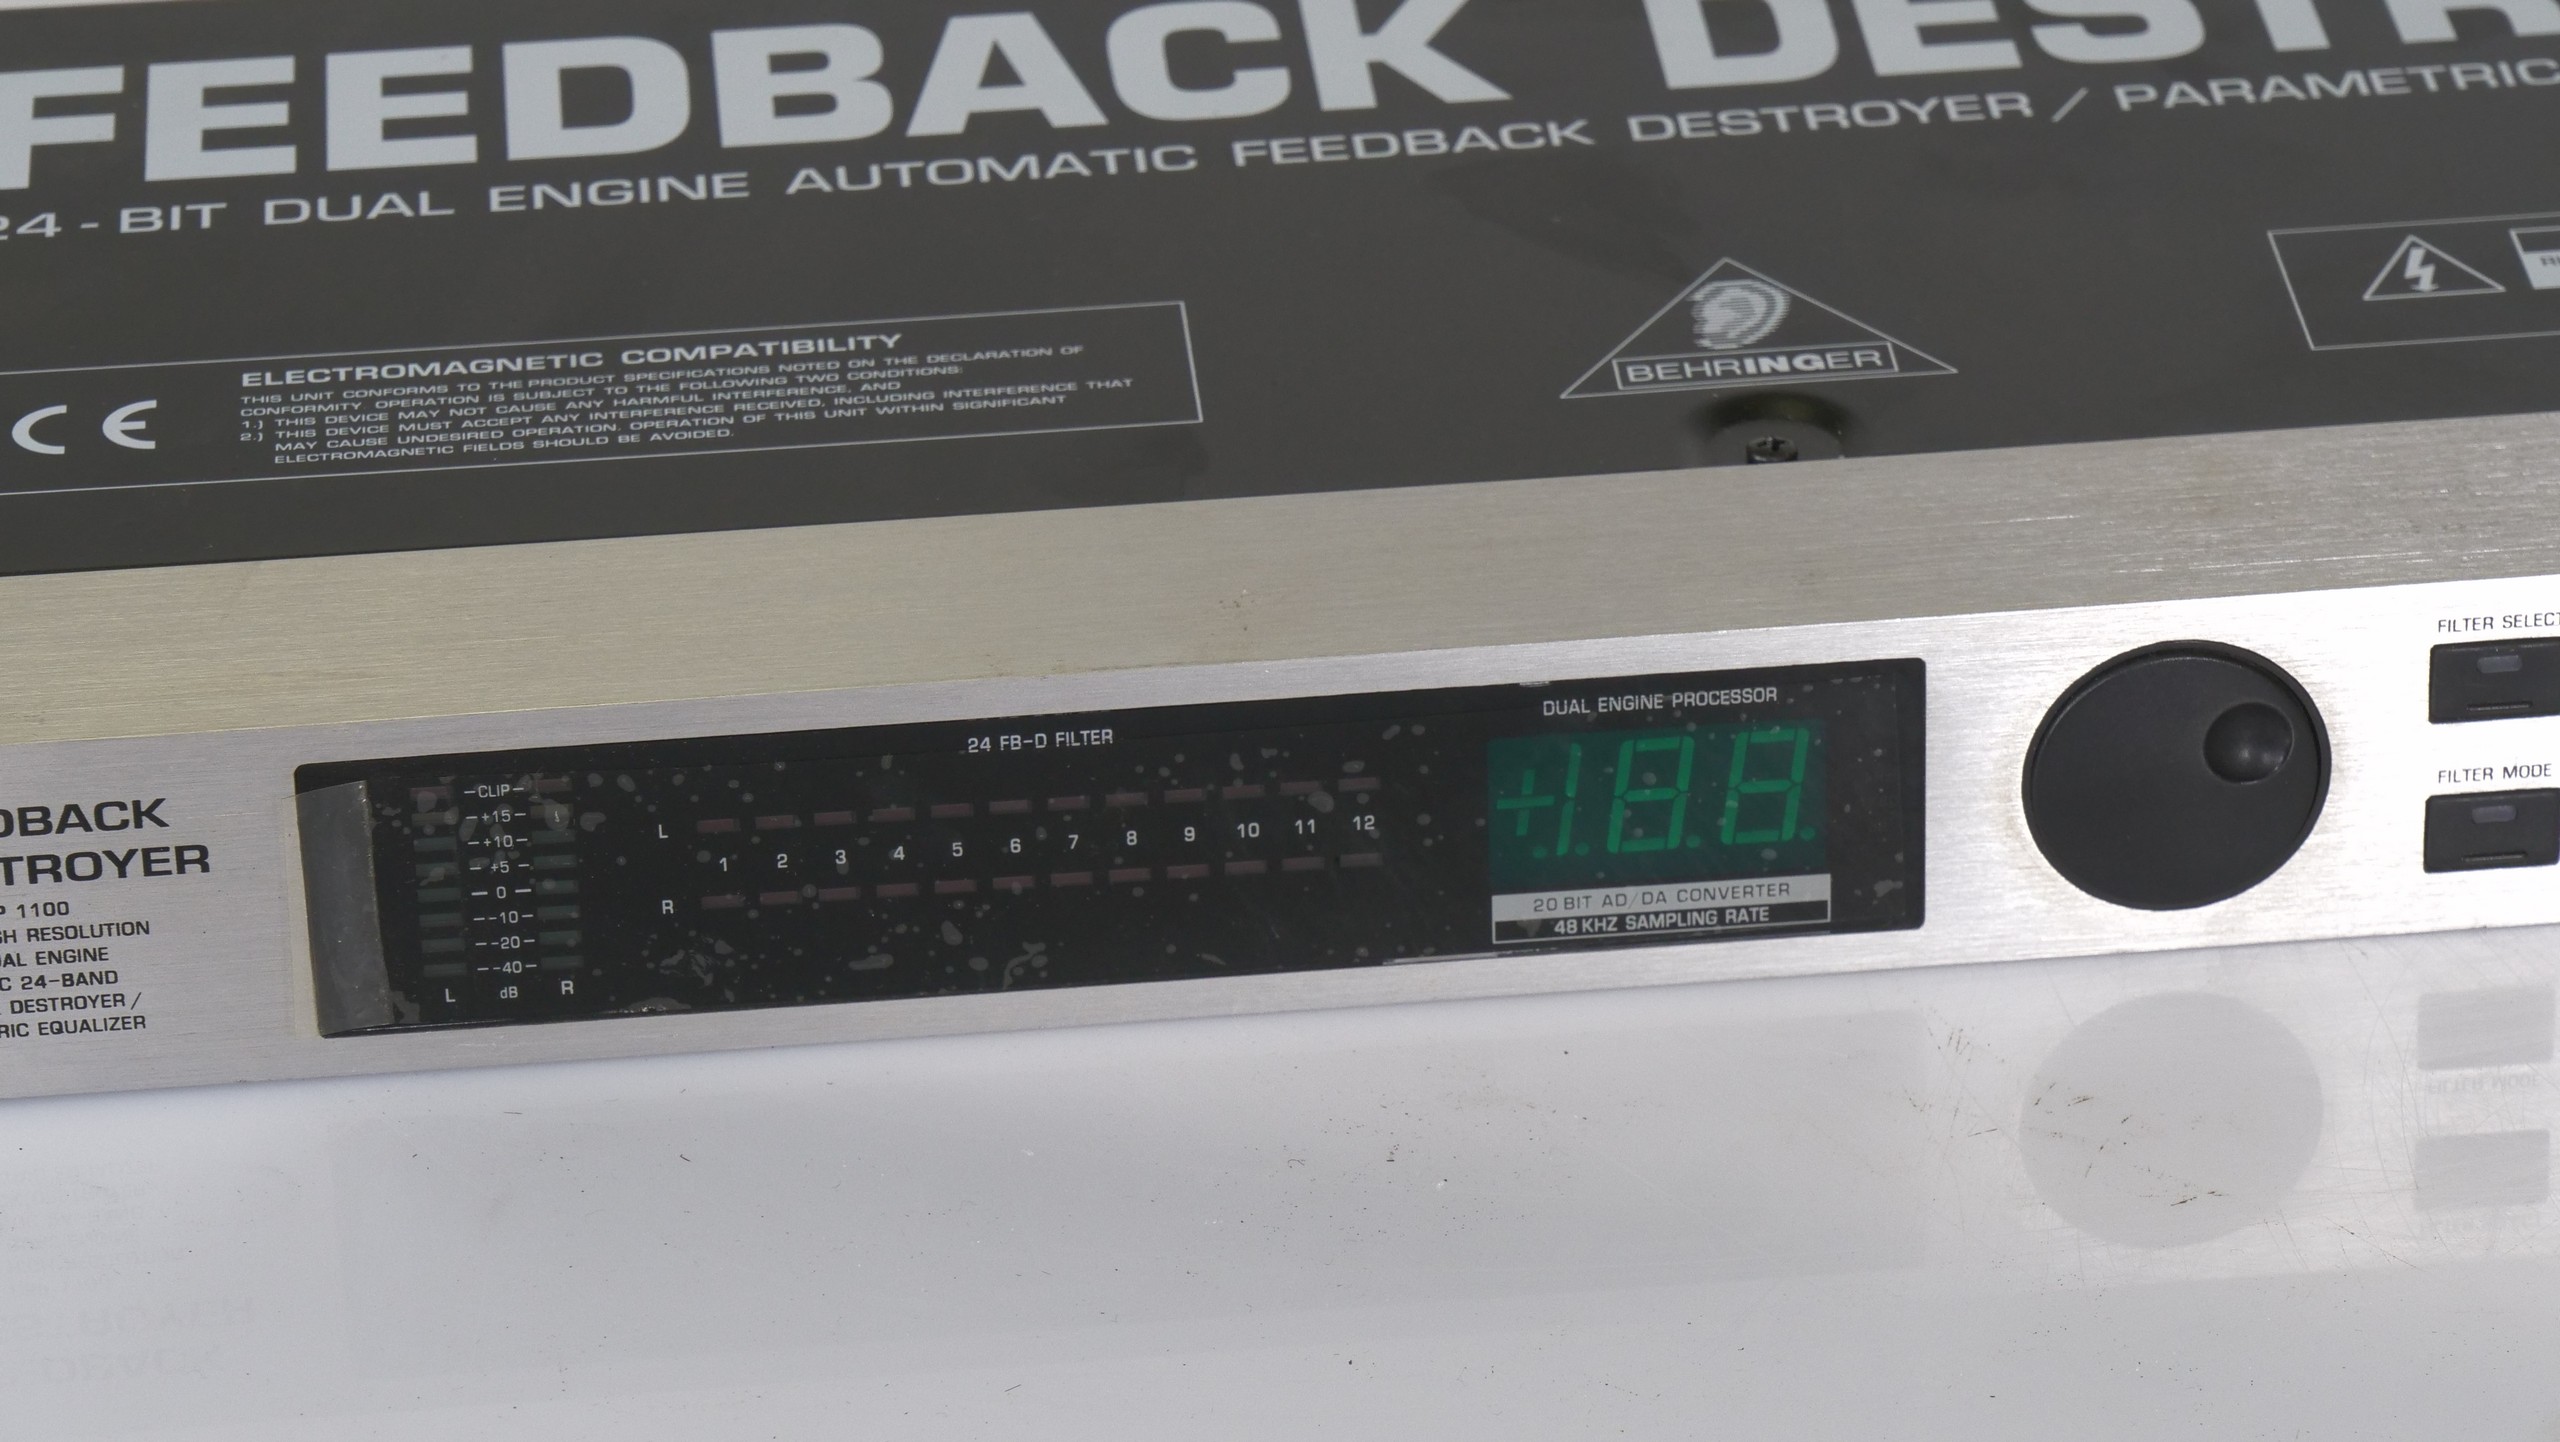 FEEDBACK DESTR
24-BIT DUAL ENGINE AUTOMATIC FEEDBACK DESTROYER / PARAMETRIC
CE
ELECTROMAGNETIC COMPATIBILITY
THIS UNIT CONFORMS TO THE PRODUCT SPECIFICATIONS NOTED ON THE DECLARATION OF
CONFORMITY. OPERATION IS SUBJECT TO THE FOLLOWING TWO CONDITIONS:
1.) THIS DEVICE MAY NOT CAUSE ANY HARMFUL INTERFERENCE, AND
2.) THIS DEVICE MUST ACCEPT ANY INTERFERENCE RECEIVED, INCLUDING INTERFERENCE THAT
MAY CAUSE UNDESIRED OPERATION. OPERATION OF THIS UNIT WITHIN SIGNIFICANT
ELECTROMAGNETIC FIELDS SHOULD BE AVOIDED.
BEHRINGER
DBACK
TROYER
P 1100
GH RESOLUTION
AL ENGINE
C 24-BAND
DESTROYER /
RIC EQUALIZER
-CLIP-
-+15-
-+10-
-+5-
-0-
--10-
--20-
--40-
L dB R
24 FB-D FILTER
L
1 2 3 4 5 6 7 8 9 10 11 12
R
DUAL ENGINE PROCESSOR
+1.8.8.
20 BIT AD/DA CONVERTER
48 KHZ SAMPLING RATE
FILTER SELECT
FILTER MODE